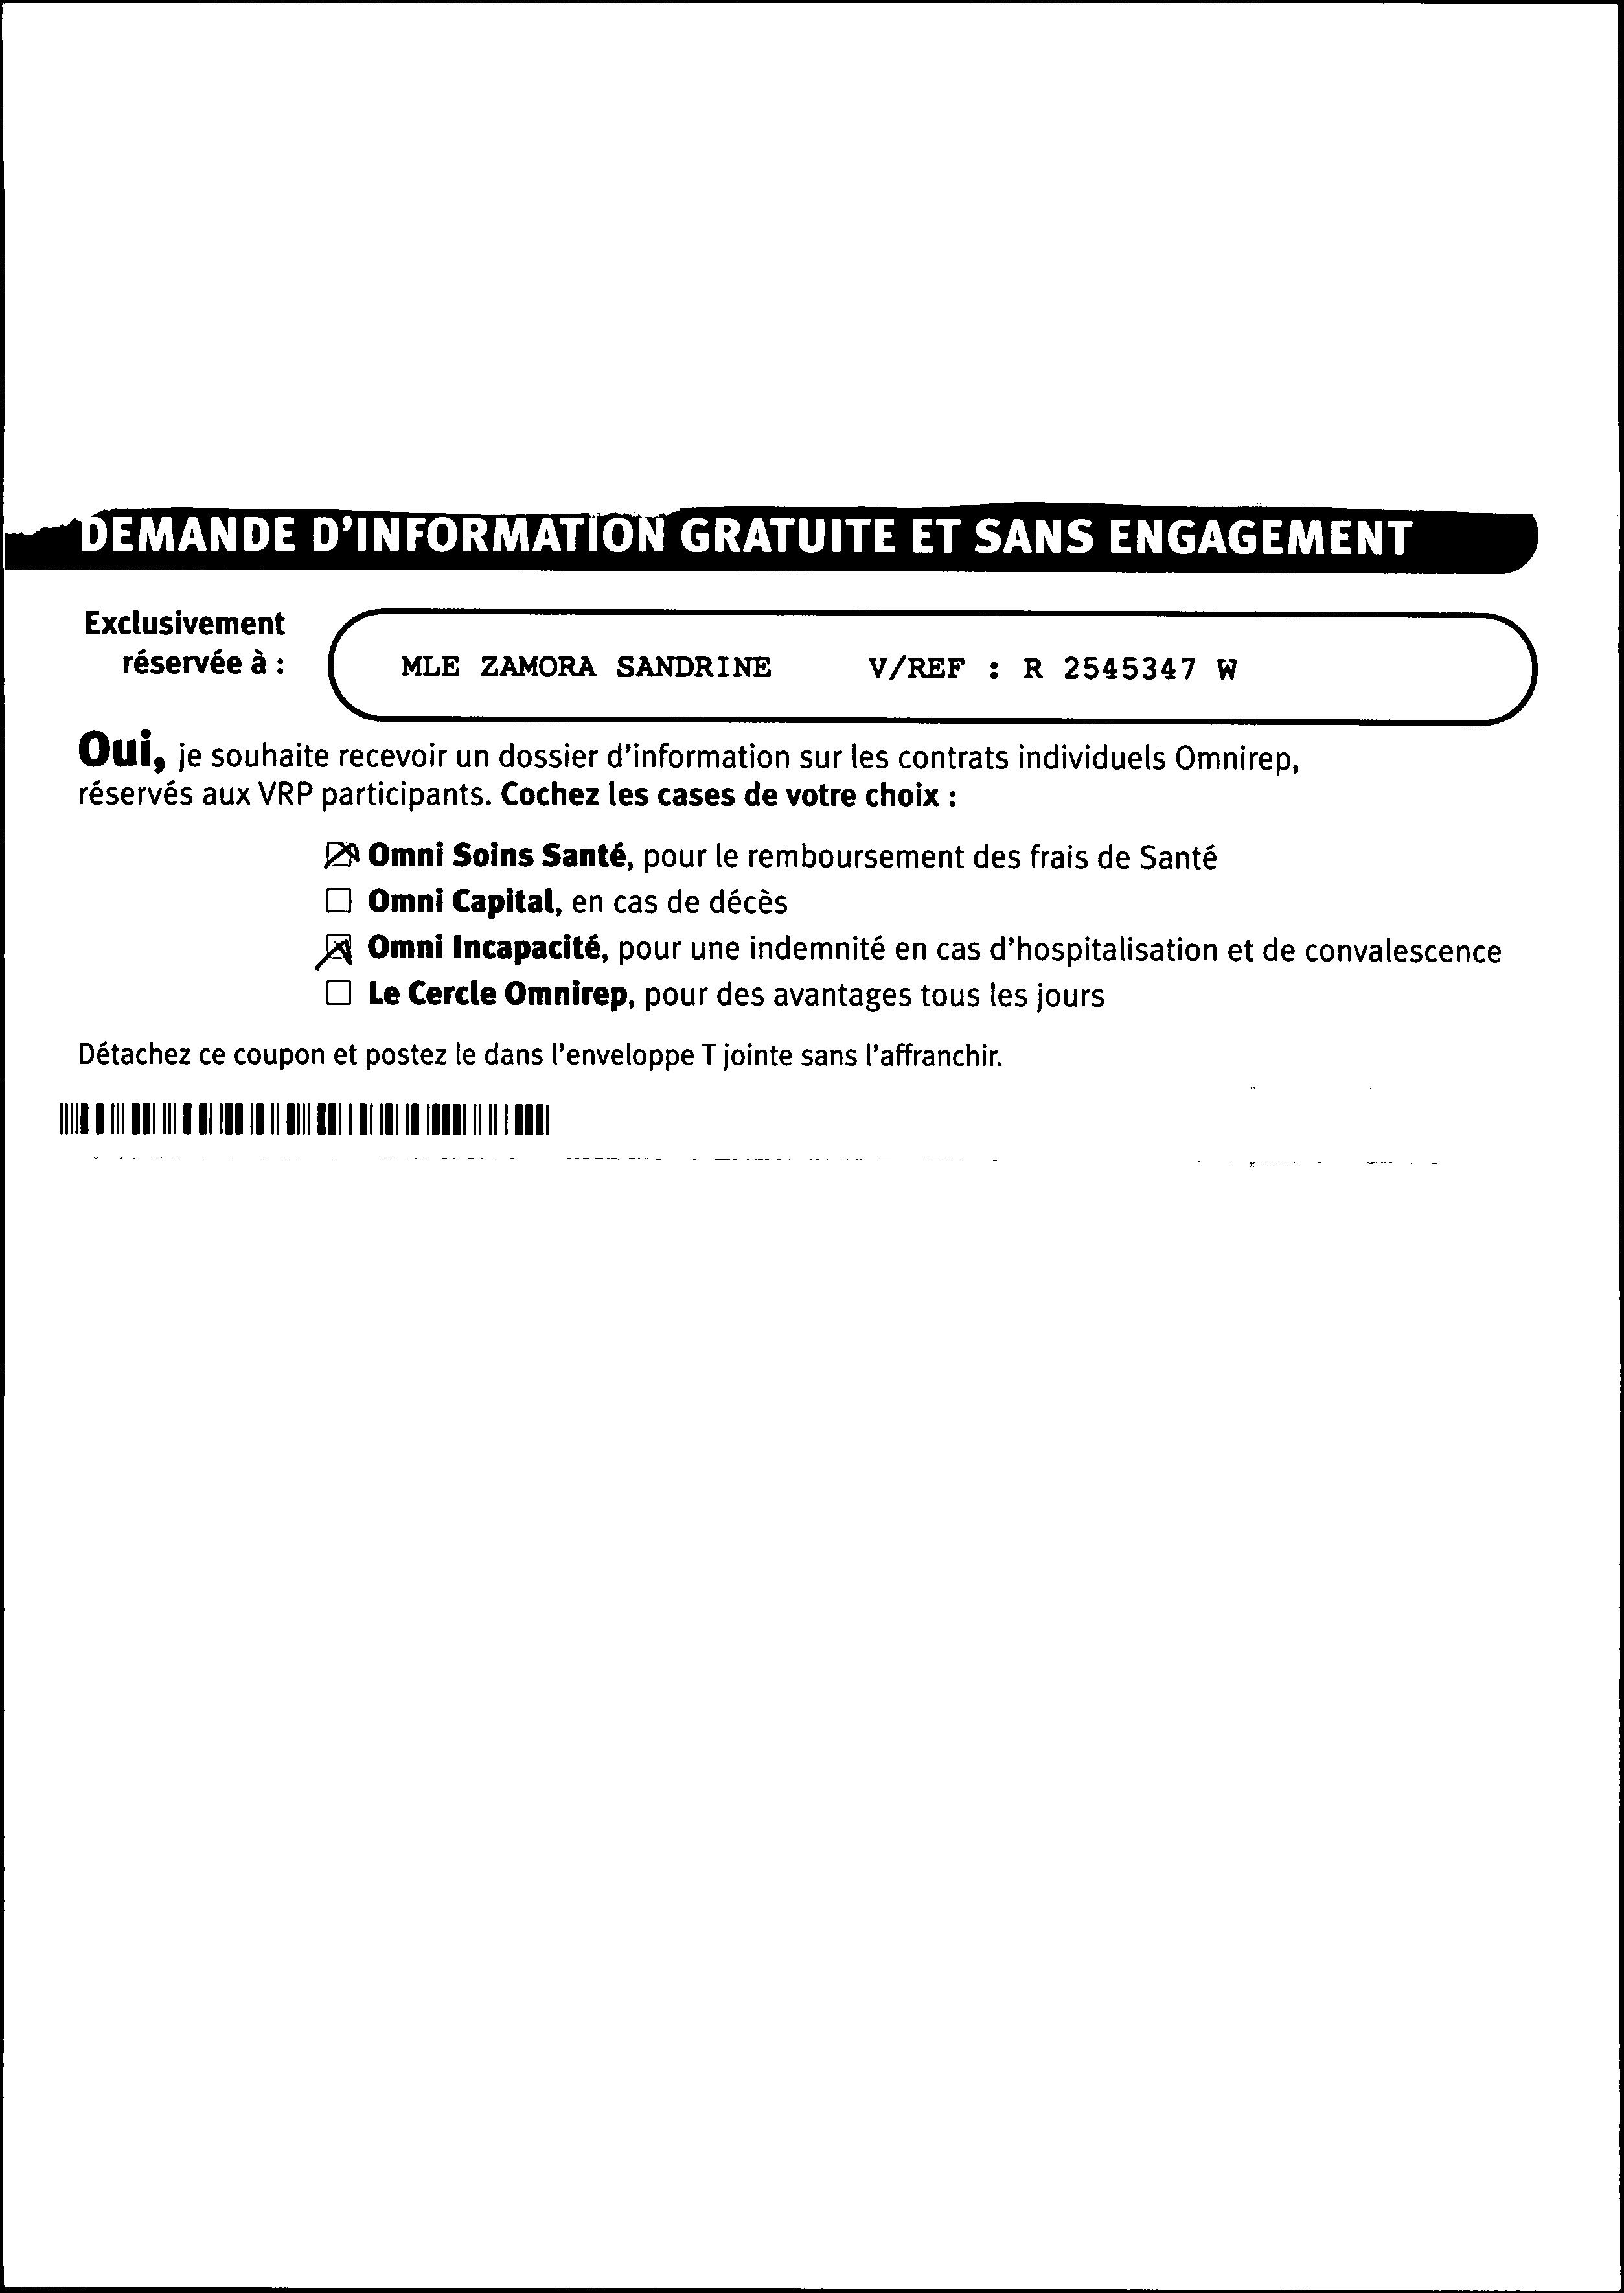 DEMANDE D'INFORMATION GRATUITE ET SANS ENGAGEMENT
Exclusivement
réservée à :
MLE ZAMORA SANDRINE V/REF : R 2545347 W
Oui, je souhaite recevoir un dossier d'information sur les contrats individuels Omnirep,
réservés aux VRP participants. Cochez les cases de votre choix :
Omni Soins Santé, pour le remboursement des frais de Santé
Omni Capital, en cas de décès
Omni Incapacité, pour une indemnité en cas d'hospitalisation et de convalescence
Le Cercle Omnirep, pour des avantages tous les jours
Détachez ce coupon et postez le dans l'enveloppe T jointe sans l'affranchir.